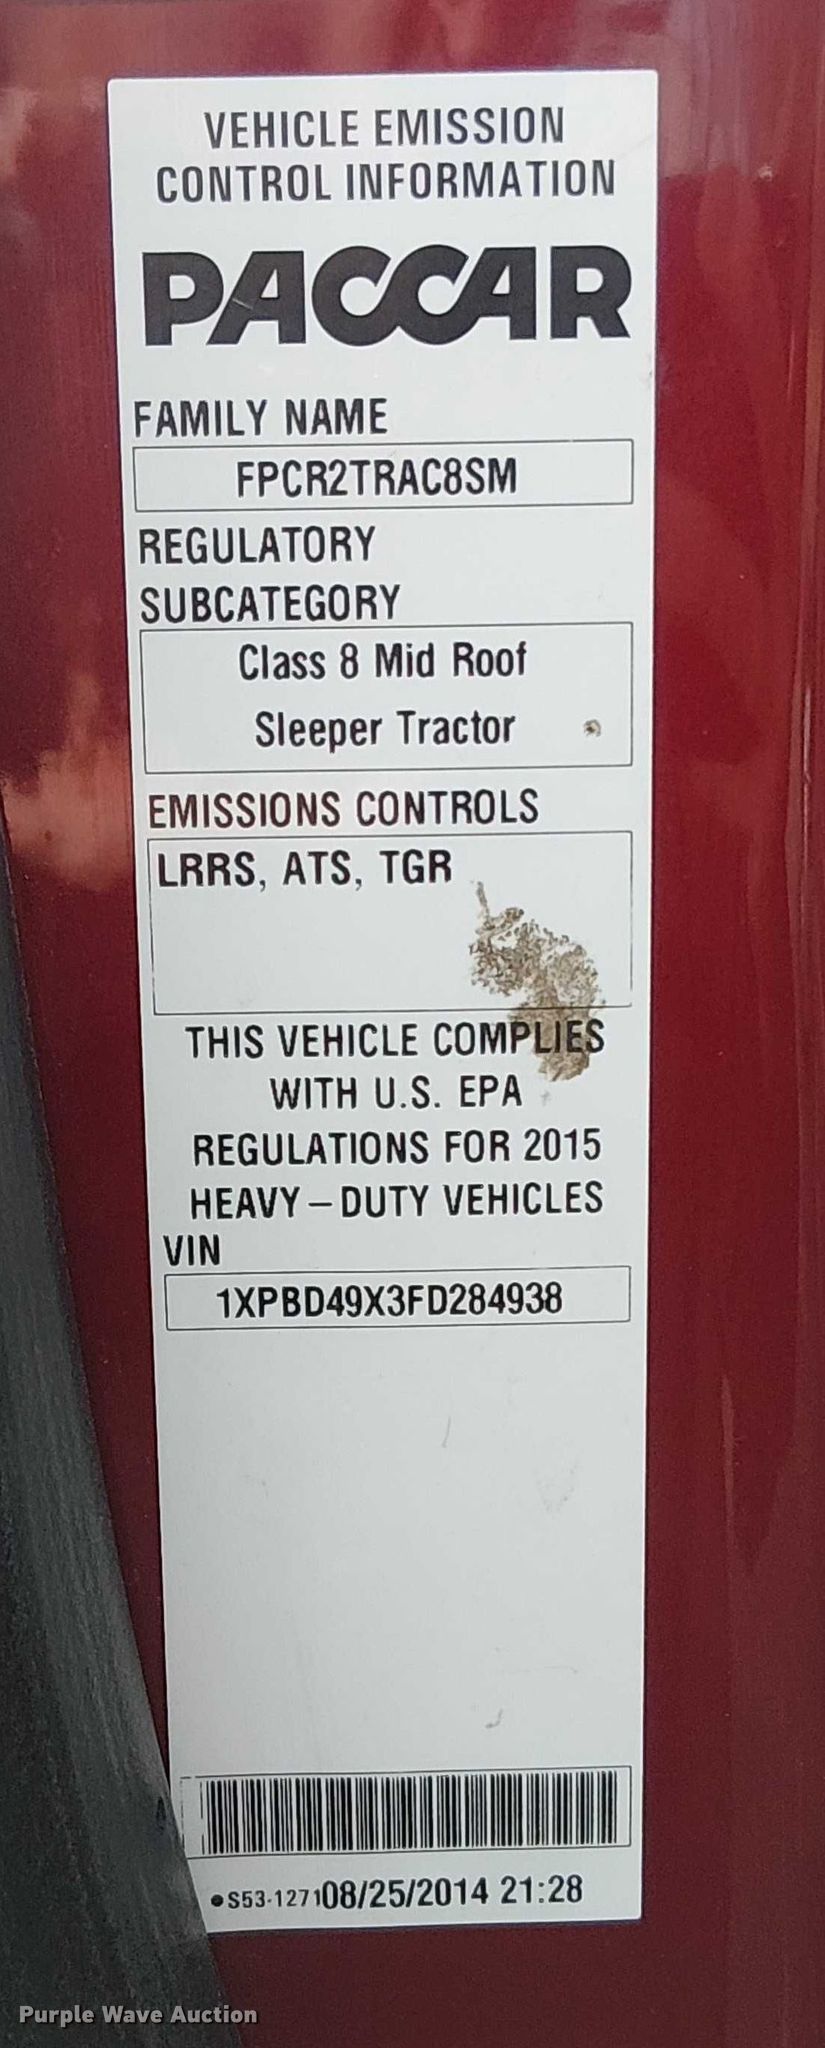 VEHICLE EMISSION
CONTROL INFORMATION
PACCAR
FAMILY NAME
FPCR2TRAC8SM
REGULATORY
SUBCATEGORY
Class 8 Mid Roof
Sleeper Tractor
EMISSIONS CONTROLS
LRRS, ATS, TGR
THIS VEHICLE COMPLIES
WITH U.S. EPA
REGULATIONS FOR 2015
HEAVY–DUTY VEHICLES
VIN
1XPBD49X3FD284938
●S53-127108/25/2014 21:28
Purple Wave Auction